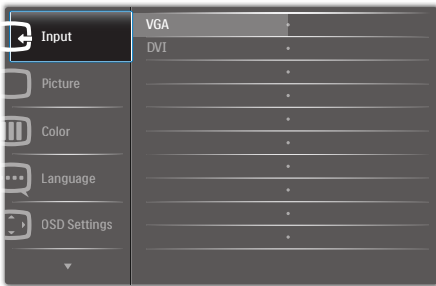 Input
Picture
Color
Language
OSD Settings
VGA
DVI